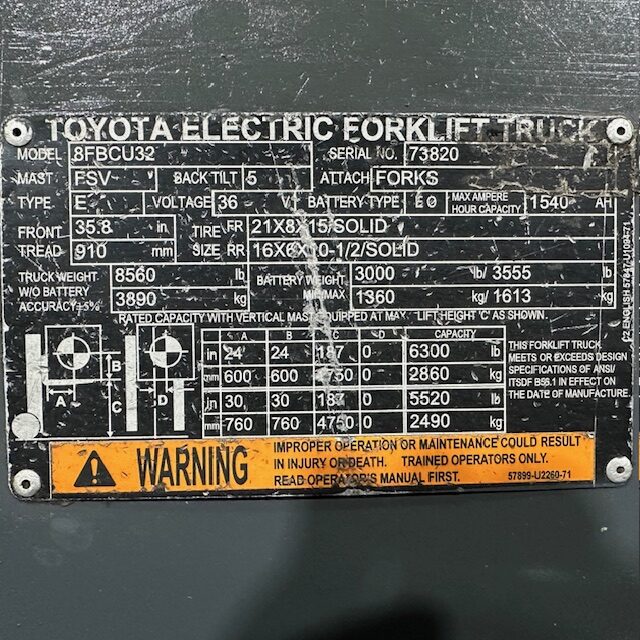 TOYOTA ELECTRIC FORKLIFT TRUCK
MODEL 8FBCU32 SERIAL NO. 73820
MAST FSV BACK TILT 5 ATTACH FORKS
TYPE E VOLTAGE 36 V BATTERY TYPE E MAX AMPERE HOUR CAPACITY 1540 AH
FRONT TREAD 35.8 in TIRE SIZE FR 21X8X15/SOLID
910 mm RR 16X6X10-1/2/SOLID
TRUCK WEIGHT W/O BATTERY ACCURACY±5% 8560 lb BATTERY WEIGHT MIN/MAX 3000 lb/ 3555
3890 kg 1360 kg/ 1613
RATED CAPACITY WITH VERTICAL MAST EQUIPPED AT MAY. LIFT HEIGHT 'C' AS SHOWN.
A B C D CAPACITY
in 24 24 187 0 6300 lb
mm 600 600 4750 0 2860 kg
in 30 30 187 0 5520 lb
mm 760 760 4750 0 2490 kg
B
A D
C
THIS FORKLIFT TRUCK
MEETS OR EXCEEDS DESIGN
SPECIFICATIONS OF ANSI/
ITSDF B56.1 IN EFFECT ON
THE DATE OF MANUFACTURE.
WARNING
IMPROPER OPERATION OR MAINTENANCE COULD RESULT
IN INJURY OR DEATH. TRAINED OPERATORS ONLY.
READ OPERATOR'S MANUAL FIRST. 57899-U2260-71